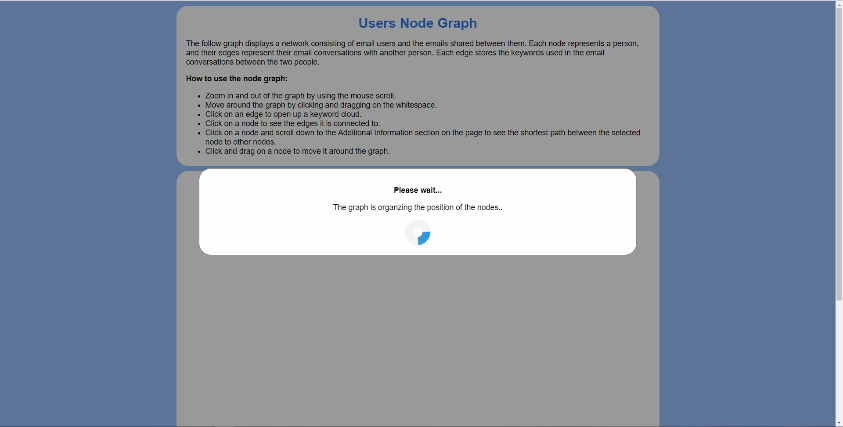 Users Node Graph
The follow graph displays a network consisting of email users and the emails shared between them. Each node represents a person,
and their edges represent their email conversations with another person. Each edge stores the keywords used in the email
conversations between the two people.
How to use the node graph:
Zoom in and out of the graph by using the mouse scroll.
Move around the graph by clicking and dragging on the whitespace.
Click on an edge to open up a keyword cloud.
Click on a node to see the edges it is connected to.
Click on a node and scroll down to the Additional Information section on the page to see the shortest path between the selected
node to other nodes.
Click and drag on a node to move it around the graph.
Please wait...
The graph is organzing the position of the nodes..